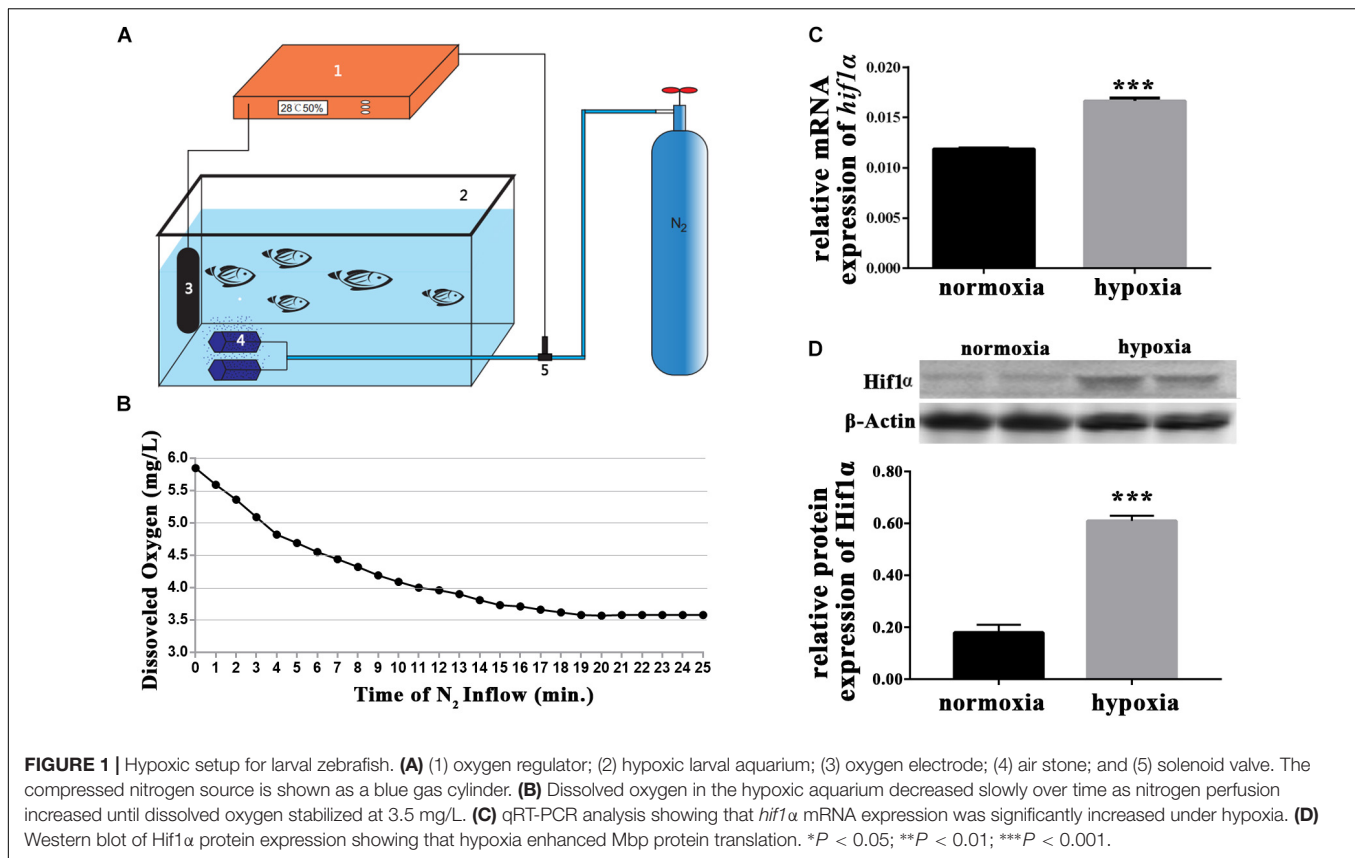 A
1
28℃50%
2
3
4
5
N2
B
Dissoveled Oxygen (mg/L)
6.0
5.5
5.0
4.5
4.0
3.5
3.0
0 1 2 3 4 5 6 7 8 9 10 11 12 13 14 15 16 17 18 19 20 21 22 23 24 25
Time of N2 Inflow (min.)
C
relative mRNA
expression of hif1α
0.020
0.015
0.010
0.005
0.000
***
normoxia hypoxia
D
normoxia hypoxia
Hif1α
β-Actin
relative protein
expression of Hif1α
0.80
0.60
0.40
0.20
0.00
***
normoxia hypoxia
FIGURE 1 | Hypoxic setup for larval zebrafish. (A) (1) oxygen regulator; (2) hypoxic larval aquarium; (3) oxygen electrode; (4) air stone; and (5) solenoid valve. The
compressed nitrogen source is shown as a blue gas cylinder. (B) Dissolved oxygen in the hypoxic aquarium decreased slowly over time as nitrogen perfusion
increased until dissolved oxygen stabilized at 3.5 mg/L. (C) qRT-PCR analysis showing that hif1α mRNA expression was significantly increased under hypoxia. (D)
Western blot of Hif1α protein expression showing that hypoxia enhanced Mbp protein translation. *P < 0.05; **P < 0.01; ***P < 0.001.